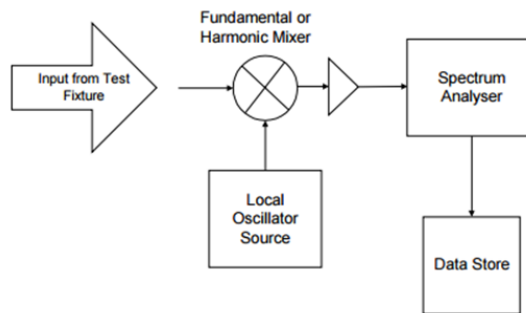 Fundamental or
Harmonic Mixer
Input from Test
Fixture
Spectrum
Analyser
Local
Oscillator
Source
Data Store